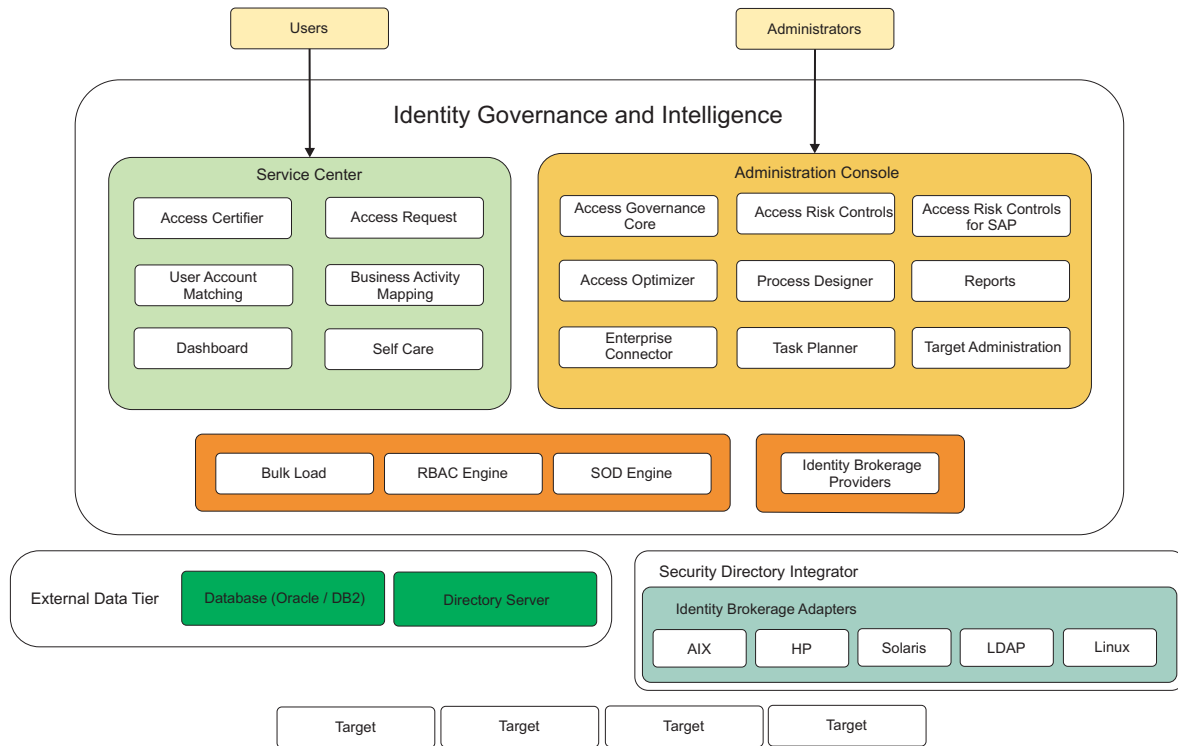 Users
Administrators
Identity Governance and Intelligence
Service Center
Access Certifier
Access Request
User Account
Matching
Business Activity
Mapping
Dashboard
Self Care
Administration Console
Access Governance
Core
Access Risk Controls
Access Risk Controls
for SAP
Access Optimizer
Process Designer
Reports
Enterprise
Connector
Task Planner
Target Administration
Bulk Load
RBAC Engine
SOD Engine
Identity Brokerage
Providers
External Data Tier
Database (Oracle / DB2)
Directory Server
Security Directory Integrator
Identity Brokerage Adapters
AIX
HP
Solaris
LDAP
Linux
Target
Target
Target
Target